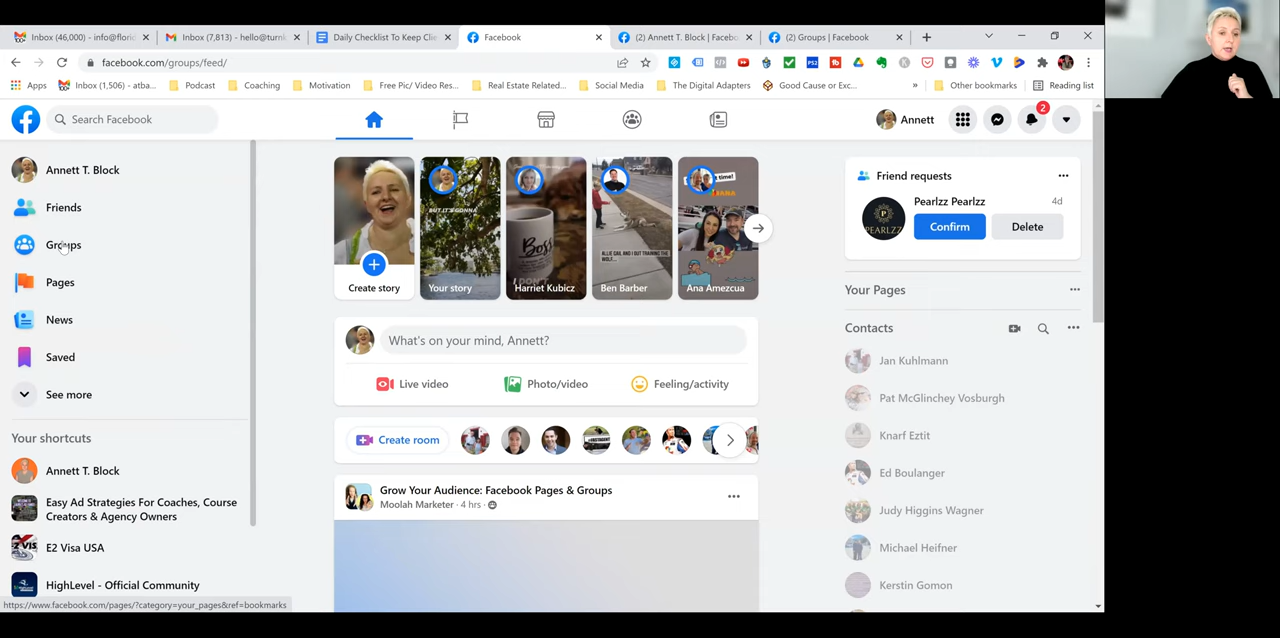 Inbox (46,000) - info@florid
Inbox (7,813) - hello@turnk
Daily Checklist To Keep Clie
Facebook
(2) Annett T. Block | Facebo
(2) Groups | Facebook
facebook.com/groups/feed/
Apps
Inbox (1,506) - atba...
Podcast
Coaching
Motivation
Free Pic/ Video Res...
Real Estate Related...
Social Media
The Digital Adapters
Good Cause or Exc...
»
Other bookmarks
Reading list
Search Facebook
Annett
2
Annett T. Block
Friends
Groups
Pages
News
Saved
See more
Your shortcuts
Annett T. Block
Easy Ad Strategies For Coaches, Course
Creators & Agency Owners
E2 Visa USA
HighLevel - Official Community
https://www.facebook.com/pages/?category=your_pages&ref=bookmarks
Create story
Your story
Boss
Harriet Kubicz
Ben Barber
Ana Amezcua
What's on your mind, Annett?
Live video
Photo/video
Feeling/activity
Create room
Grow Your Audience: Facebook Pages & Groups
Moolah Marketer · 4 hrs ·
Friend requests
Pearlzz Pearlzz
4d
PEARLZZ
Confirm
Delete
Your Pages
Contacts
Jan Kuhlmann
Pat McGlinchey Vosburgh
Knarf Eztit
Ed Boulanger
Judy Higgins Wagner
Michael Heifner
Kerstin Gomon